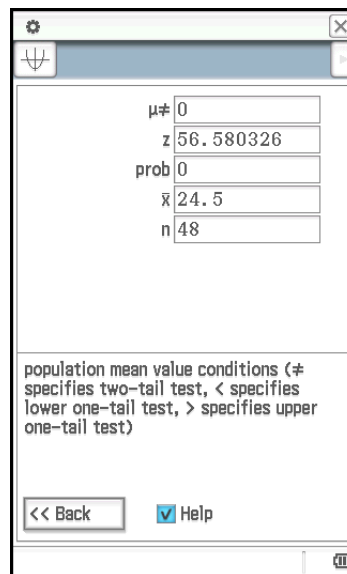 μ≠ 0
z 56.580326
prob 0
x̄ 24.5
n 48
population mean value conditions (≠
specifies two-tail test, < specifies
lower one-tail test, > specifies upper
one-tail test)
<< Back Help